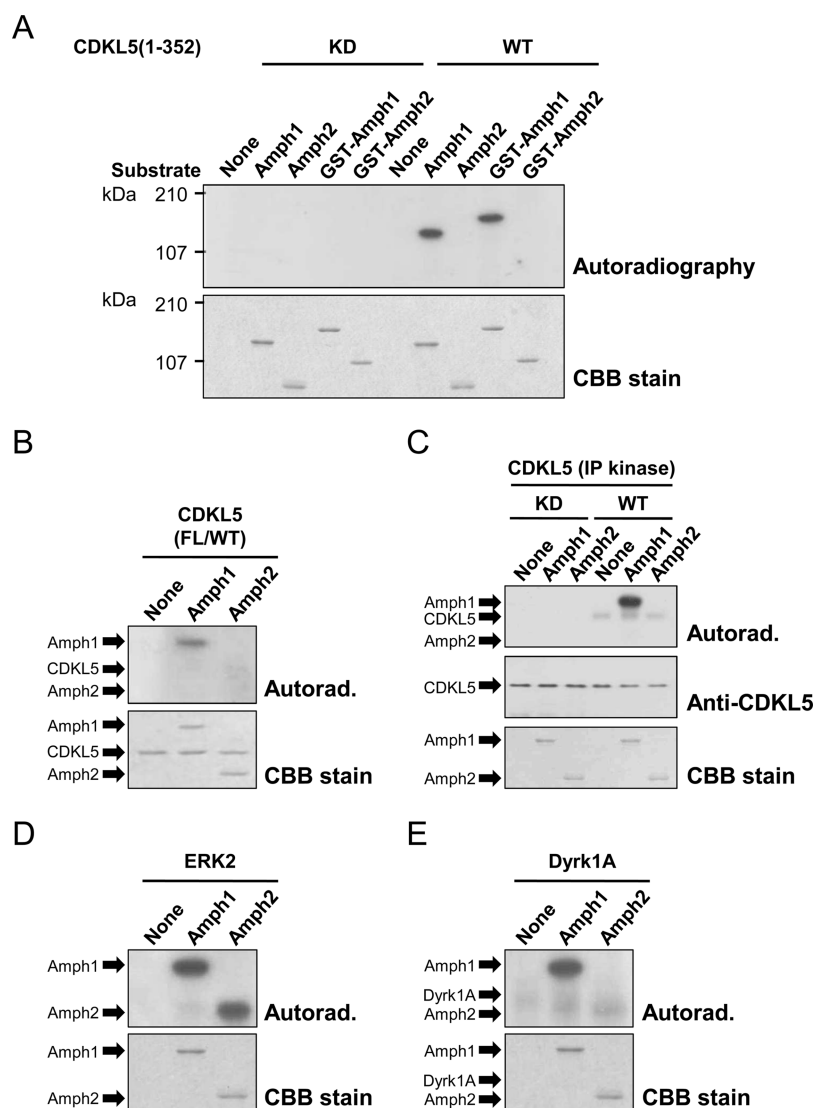 A
CDKL5(1-352) KD WT
Substrate None Amph1 Amph2 GST-Amph1 GST-Amph2 None Amph1 Amph2 GST-Amph1 GST-Amph2
kDa 210
107
Autoradiography
kDa 210
107
CBB stain
B
CDKL5
(FL/WT)
None Amph1 Amph2
Amph1
CDKL5
Amph2 Autorad.
Amph1
CDKL5
Amph2 CBB stain
C
CDKL5 (IP kinase)
KD WT
None Amph1 Amph2 None Amph1 Amph2
Amph1
CDKL5
Amph2 Autorad.
CDKL5 Anti-CDKL5
Amph1
Amph2 CBB stain
D
ERK2
None Amph1 Amph2
Amph1
Amph2 Autorad.
Amph1
Amph2 CBB stain
E
Dyrk1A
None Amph1 Amph2
Amph1
Dyrk1A
Amph2 Autorad.
Amph1
Dyrk1A
Amph2 CBB stain